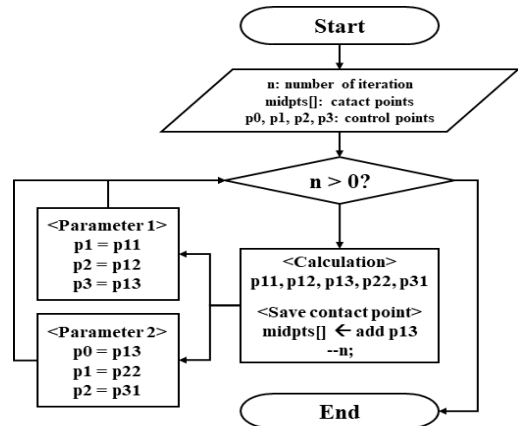 Start
n: number of iteration
midpts[]: catact points
p0, p1, p2, p3: control points
n > 0?
<Parameter 1>
p1 = p11
p2 = p12
p3 = p13
<Calculation>
p11, p12, p13, p22, p31
<Save contact point>
midpts[] ← add p13
--n;
<Parameter 2>
p0 = p13
p1 = p22
p2 = p31
End